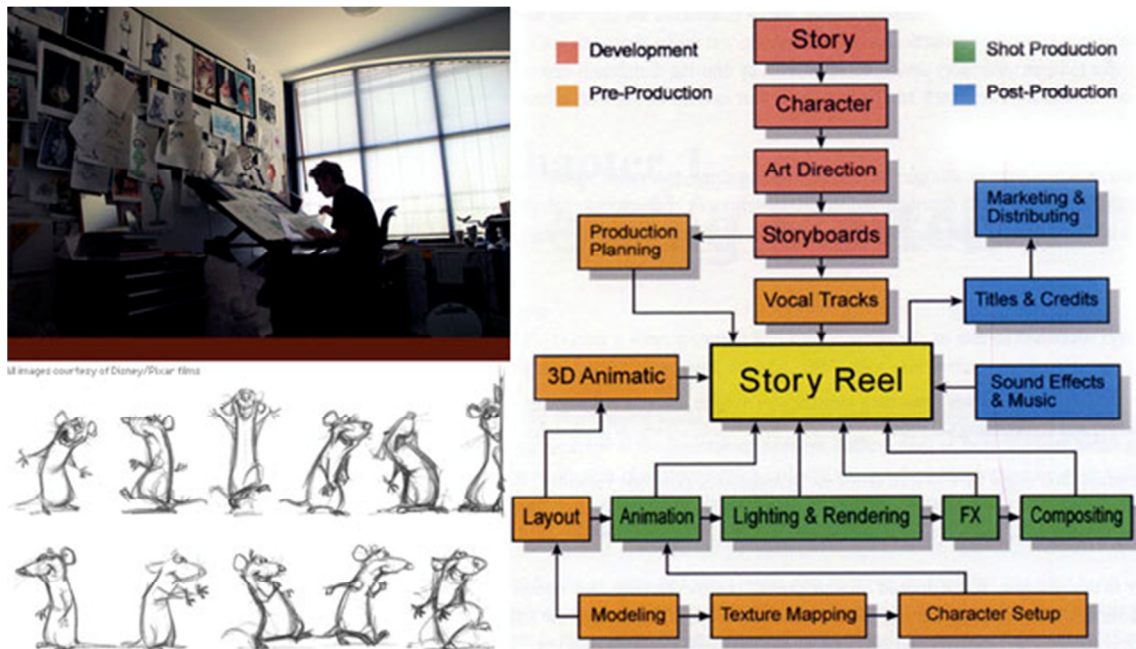 Story
Development
Pre-Production
Shot Production
Post-Production
Character
Art Direction
Marketing &
Distributing
Production
Planning
Storyboards
Vocal Tracks
Titles & Credits
3D Animatic
Story Reel
Sound Effects
& Music
ll images courtesy of Disney/Pixar films
Layout
Animation
Lighting & Rendering
FX
Compositing
Modeling
Texture Mapping
Character Setup